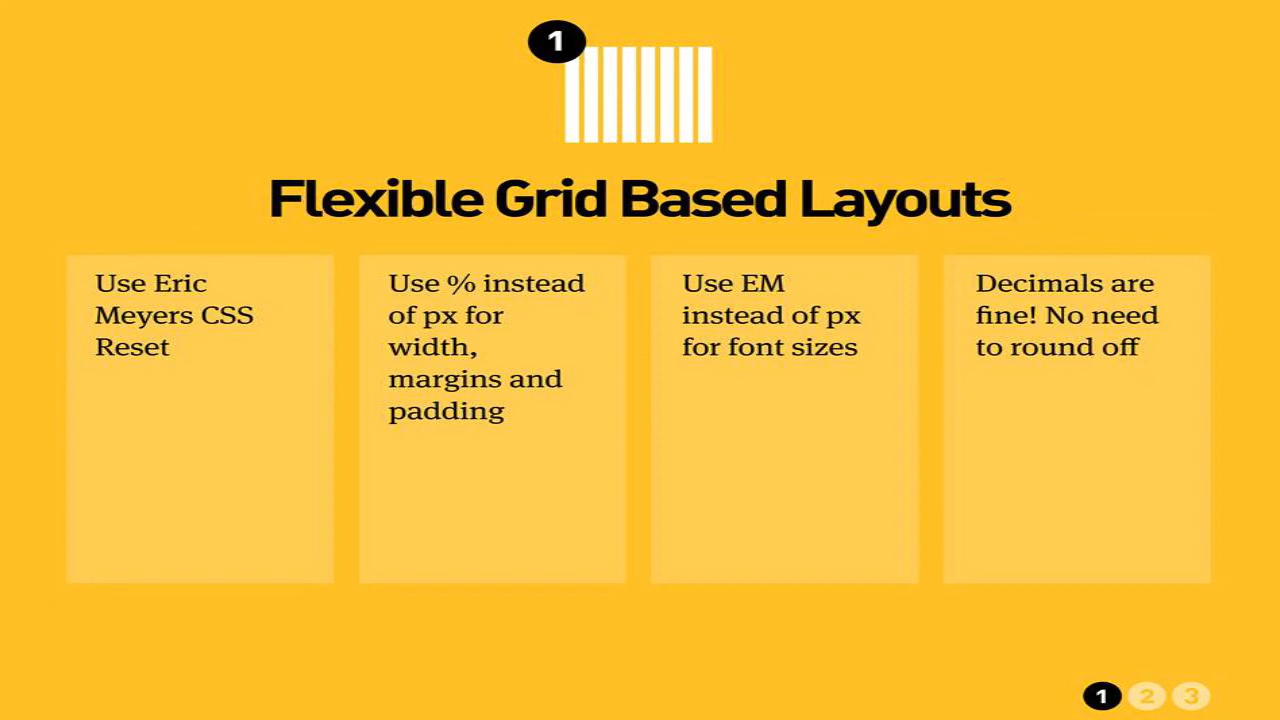 1
Flexible Grid Based Layouts
Use Eric
Meyers CSS
Reset
Use % instead
of px for
width,
margins and
padding
Use EM
instead of px
for font sizes
Decimals are
fine! No need
to round off
1 2 3